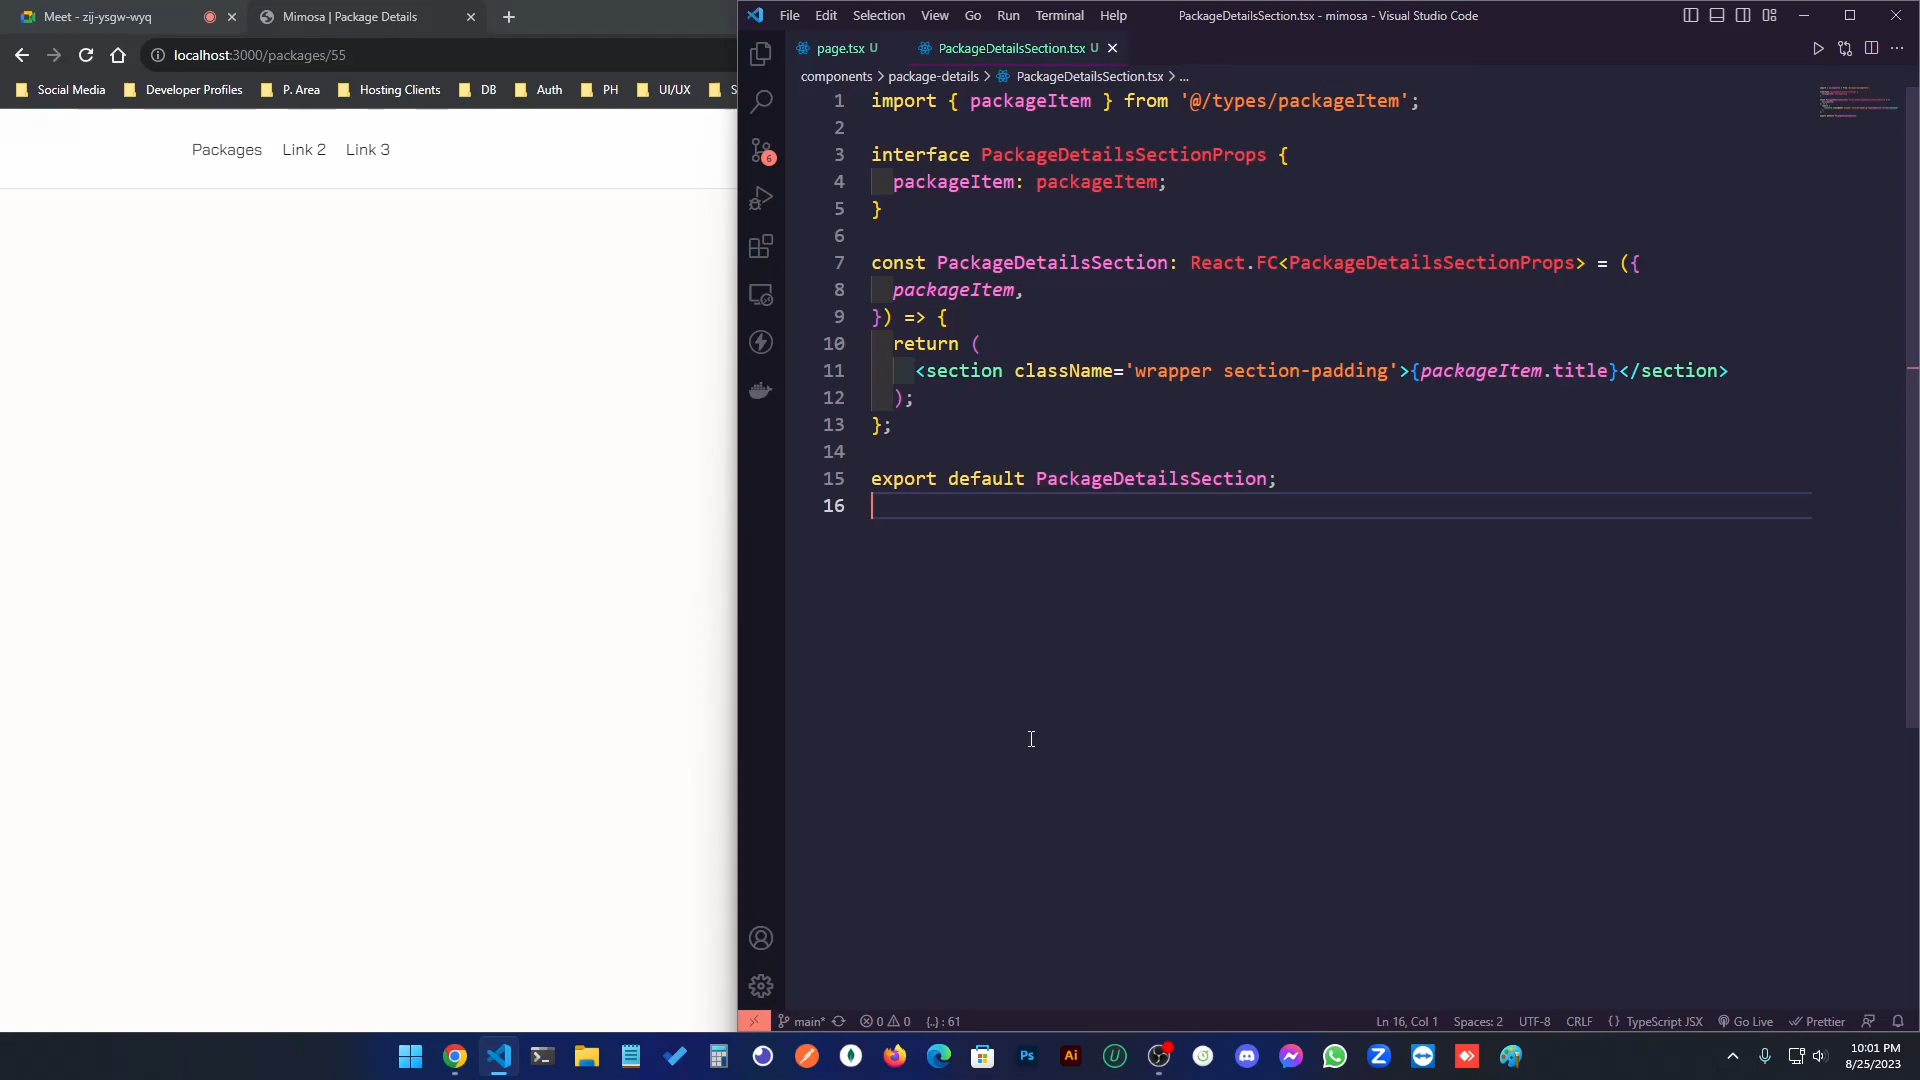 Meet - zij-ysgw-wyq
Mimosa | Package Details
localhost:3000/packages/55
Social Media
Developer Profiles
P. Area
Hosting Clients
DB
Auth
PH
UI/UX
S
Packages
Link 2
Link 3
File Edit Selection View Go Run Terminal Help
PackageDetailsSection.tsx - mimosa - Visual Studio Code
page.tsx U
PackageDetailsSection.tsx U
components > package-details > PackageDetailsSection.tsx > ...
6
1 import { packageItem } from '@/types/packageItem';
2
3 interface PackageDetailsSectionProps {
4 packageItem: packageItem;
5 }
6
7 const PackageDetailsSection: React.FC<PackageDetailsSectionProps> = ({
8 packageItem,
9 }) => {
10 return (
11 <section className='wrapper section-padding'>{packageItem.title}</section>
12 );
13 };
14
15 export default PackageDetailsSection;
16
main*
0 0
{..} : 61
Ln 16, Col 1
Spaces: 2
UTF-8
CRLF
{} TypeScript JSX
Go Live
Prettier
Ps
Ai
10:01 PM
8/25/2023